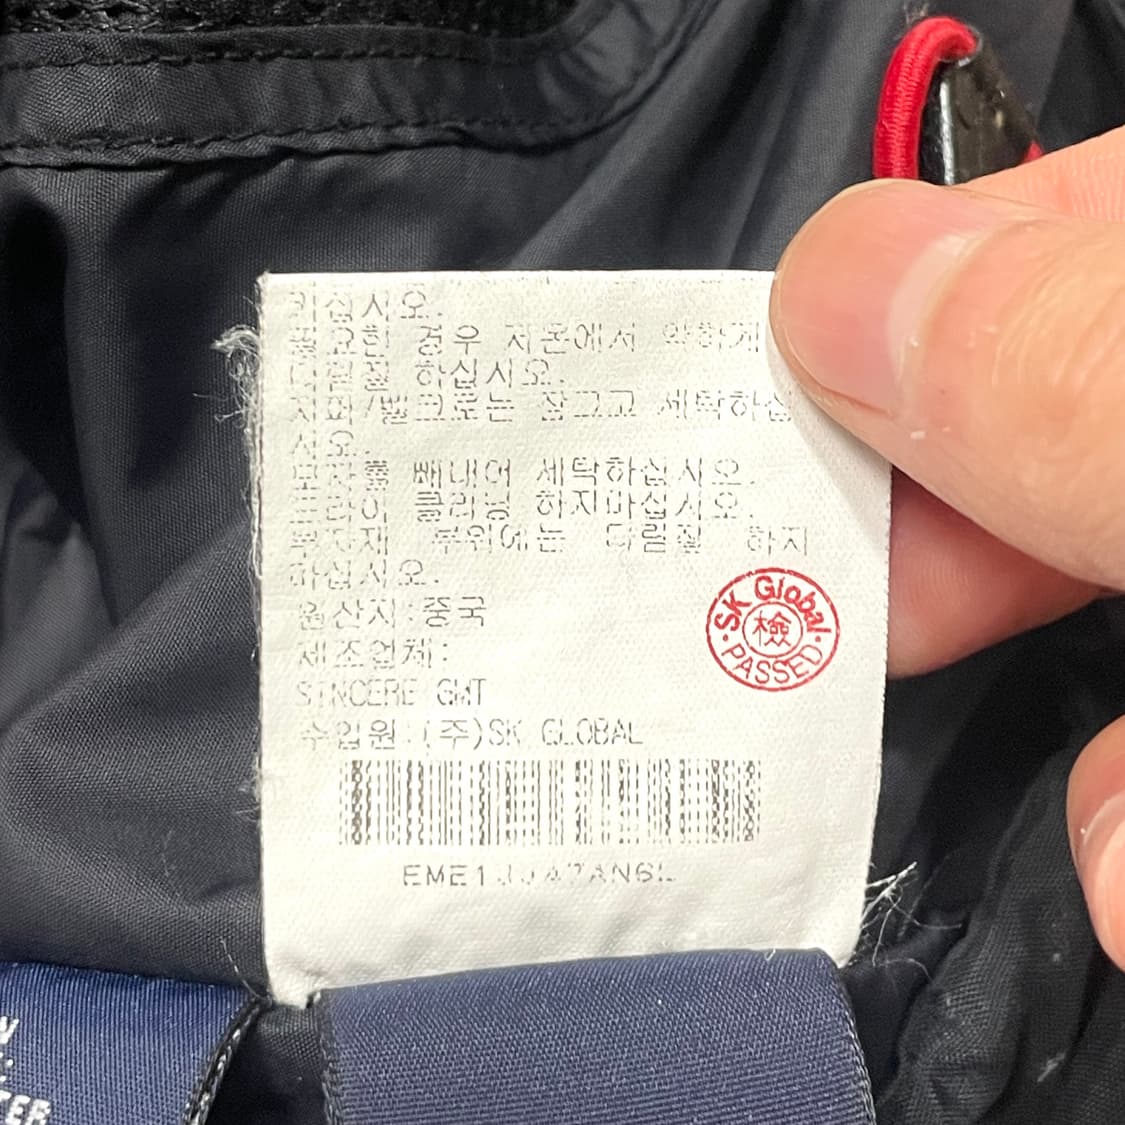 키십시오.
필요한 경우 저온에서 약하게
다림질 하십시오.
지퍼/벨크로는 잠그고 세탁하십
시오.
모자를 빼내어 세탁하십시오.
드라이 클리닝 하지마십시오.
부자재 부위에는 다림질 하지
마십시오.
원산지:중국
제조업체:
SINCERE GMT
수입원:(주)SK GLOBAL
SK Global
檢
PASSED